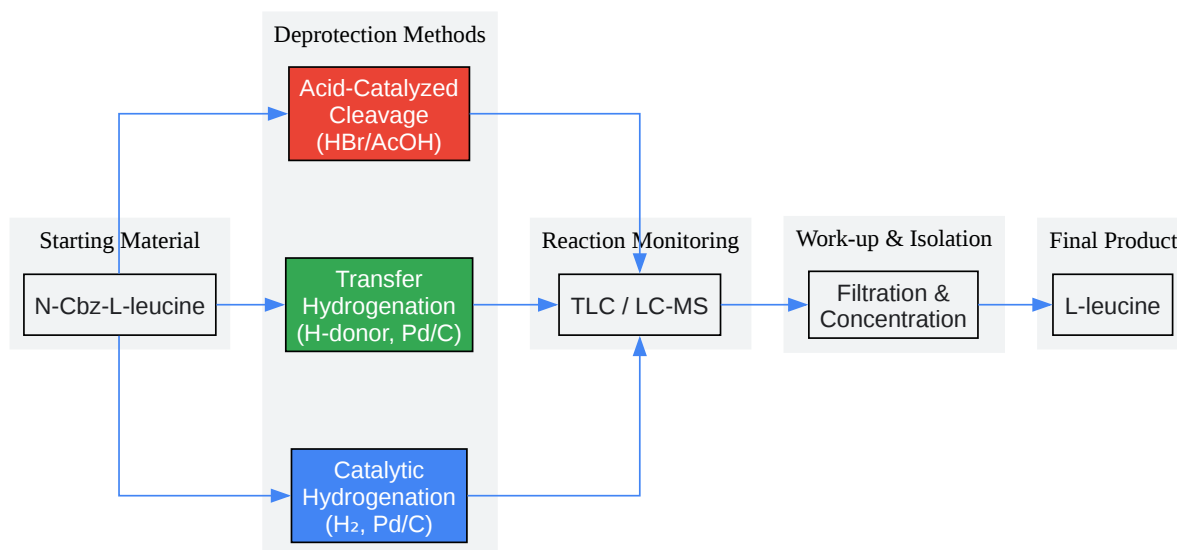 Deprotection Methods
Acid-Catalyzed
Cleavage
(HBr/AcOH)
Starting Material
N-Cbz-L-leucine
Transfer
Hydrogenation
(H-donor, Pd/C)
Catalytic
Hydrogenation
(H₂, Pd/C)
Reaction Monitoring
TLC / LC-MS
Work-up & Isolation
Filtration &
Concentration
Final Product
L-leucine